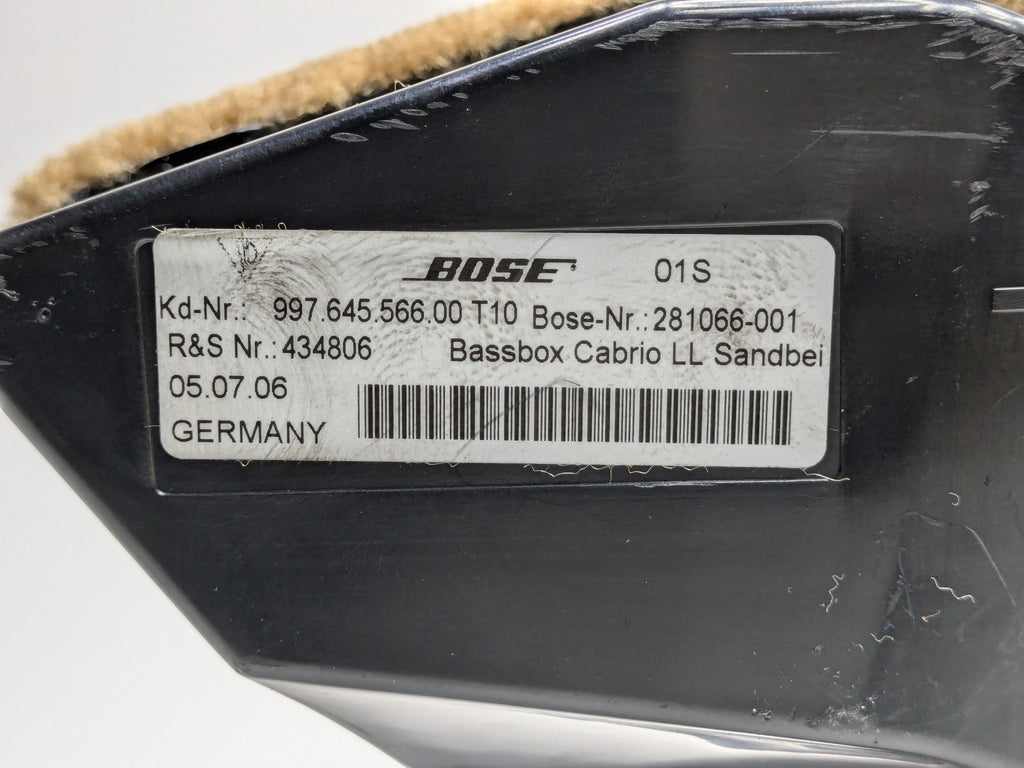 BOSE 01S
Kd-Nr.: 997.645.566.00 T10 Bose-Nr.: 281066-001
R&S Nr.: 434806 Bassbox Cabrio LL Sandbei
05.07.06
GERMANY